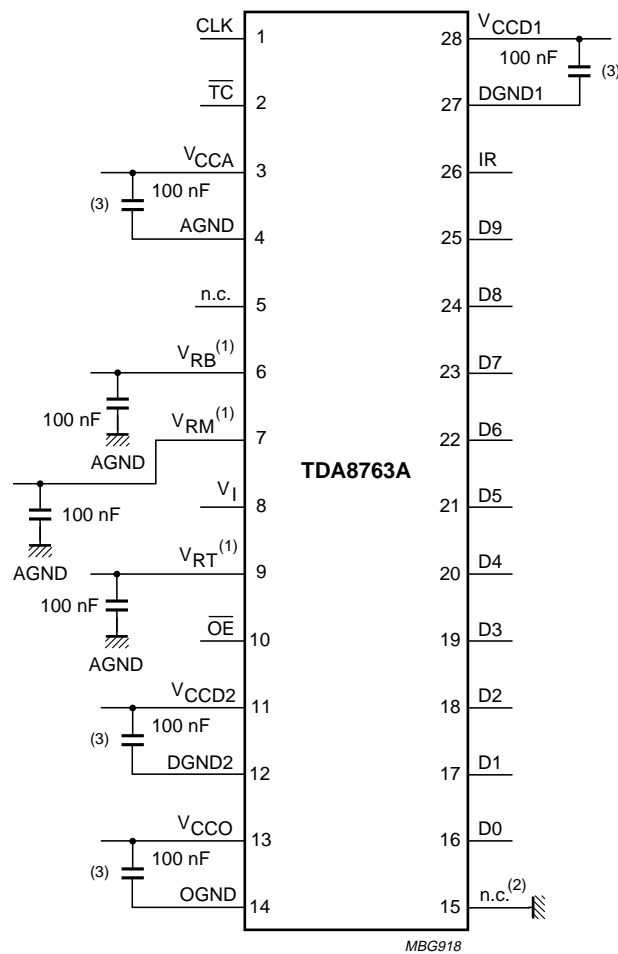 CLK 1 28 VCCD1
100 nF (3)
TC 2 27 DGND1
VCCA 3 26 IR
(3) 100 nF
AGND 4 25 D9
n.c. 5 24 D8
VRB(1) 6 23 D7
100 nF
AGND
VRM(1) 7 22 D6
TDA8763A
100 nF
AGND
VI 8 21 D5
VRT(1) 9 20 D4
100 nF
AGND
OE 10 19 D3
VCCD2 11 18 D2
(3) 100 nF
DGND2 12 17 D1
VCCO 13 16 D0
(3) 100 nF
OGND 14 15 n.c.(2)
MBG918